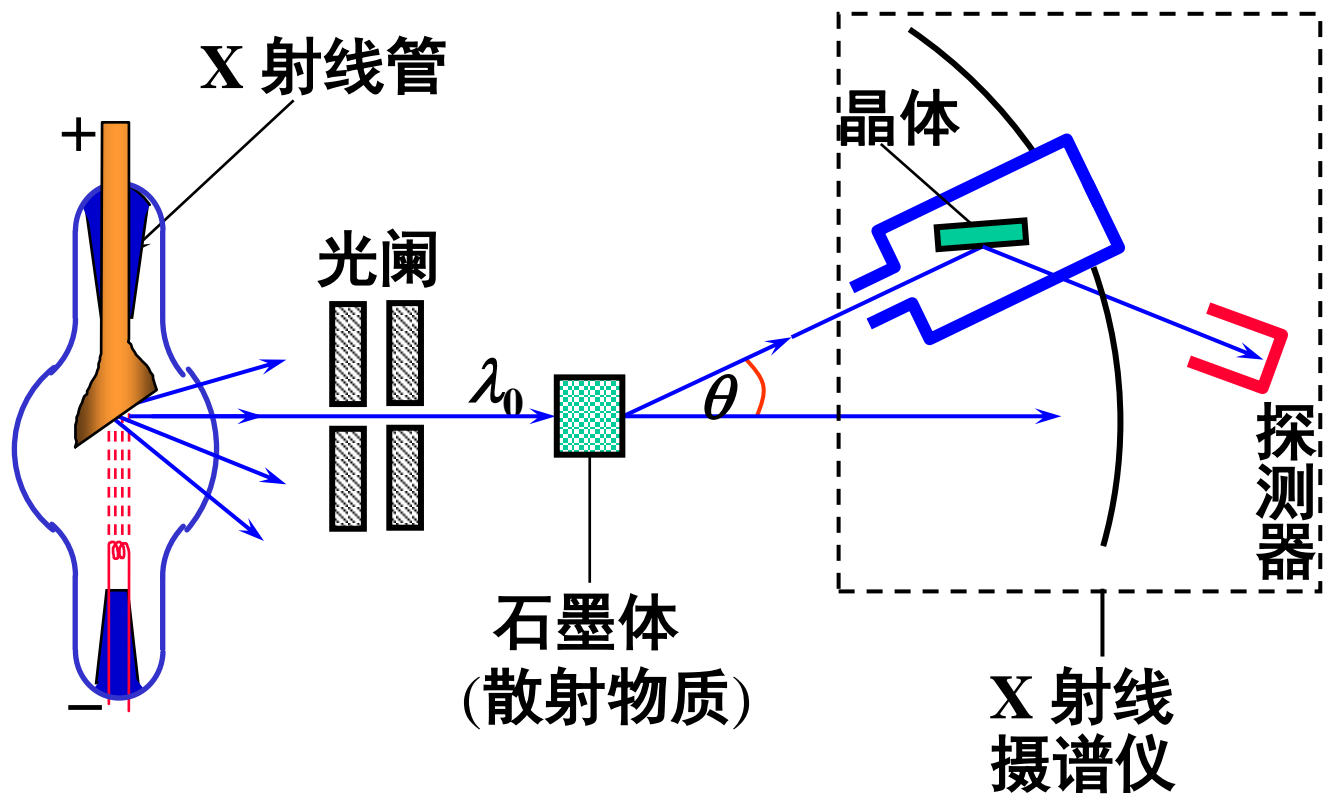 X 射线管
+
晶体
光阑
λ₀
θ
探测器
石墨体
(散射物质)
−
X 射线
摄谱仪